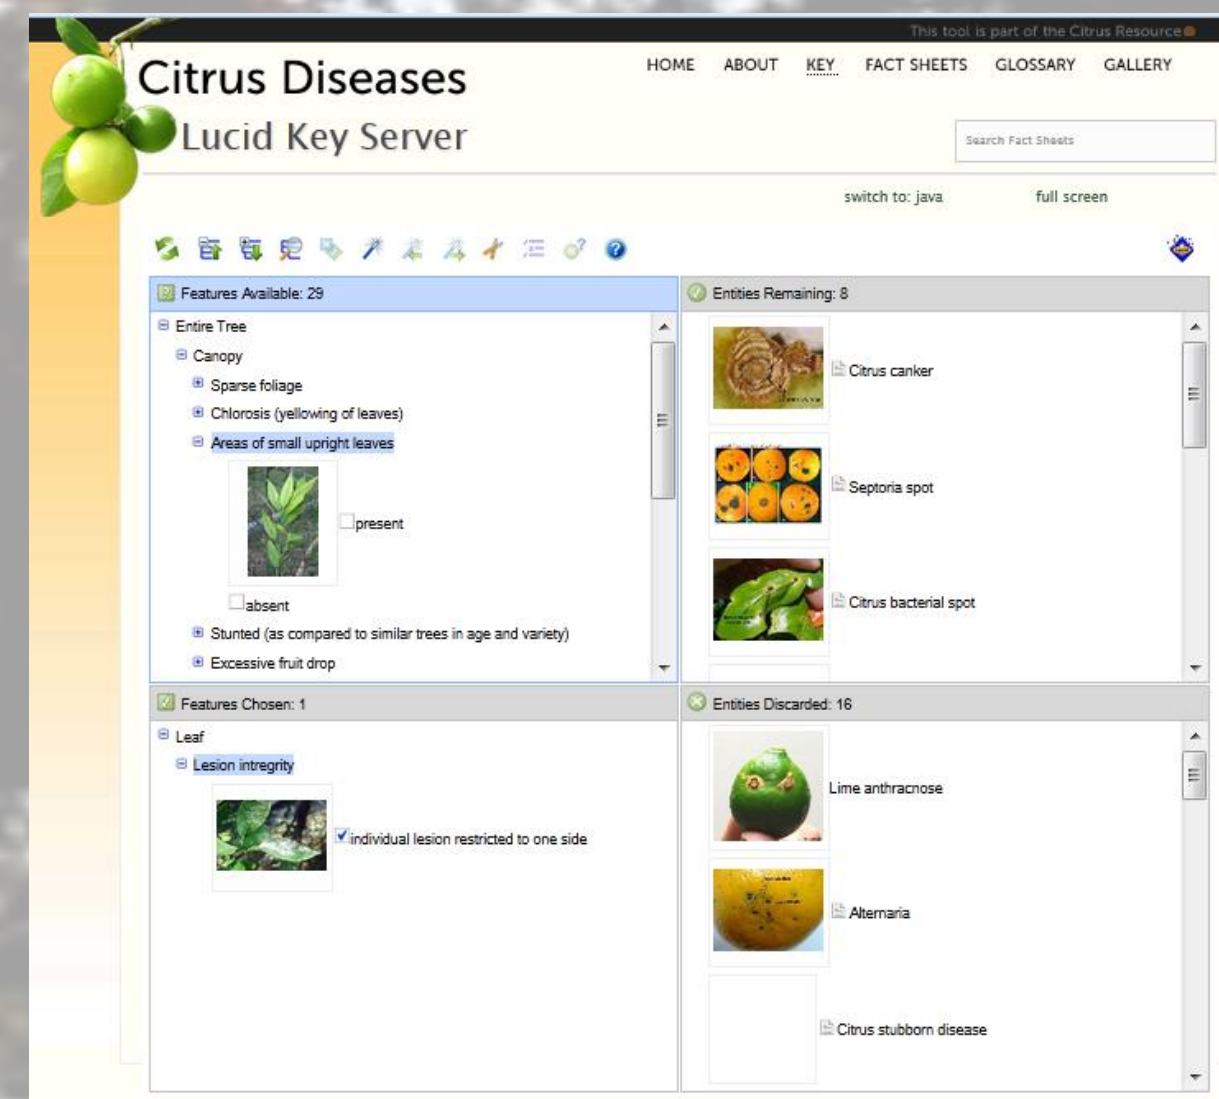 This tool is part of the Citrus Resource
Citrus Diseases
HOME ABOUT KEY FACT SHEETS GLOSSARY GALLERY
Lucid Key Server
Search Fact Sheets
switch to: java full screen
Features Available: 29
Entire Tree
Canopy
Sparse foliage
Chlorosis (yellowing of leaves)
Areas of small upright leaves
present
absent
Stunted (as compared to similar trees in age and variety)
Excessive fruit drop
Entities Remaining: 8
Citrus canker
Septoria spot
Citrus bacterial spot
Features Chosen: 1
Leaf
Lesion intregrity
individual lesion restricted to one side
Entities Discarded: 16
Lime anthracnose
Alternaria
Citrus stubborn disease